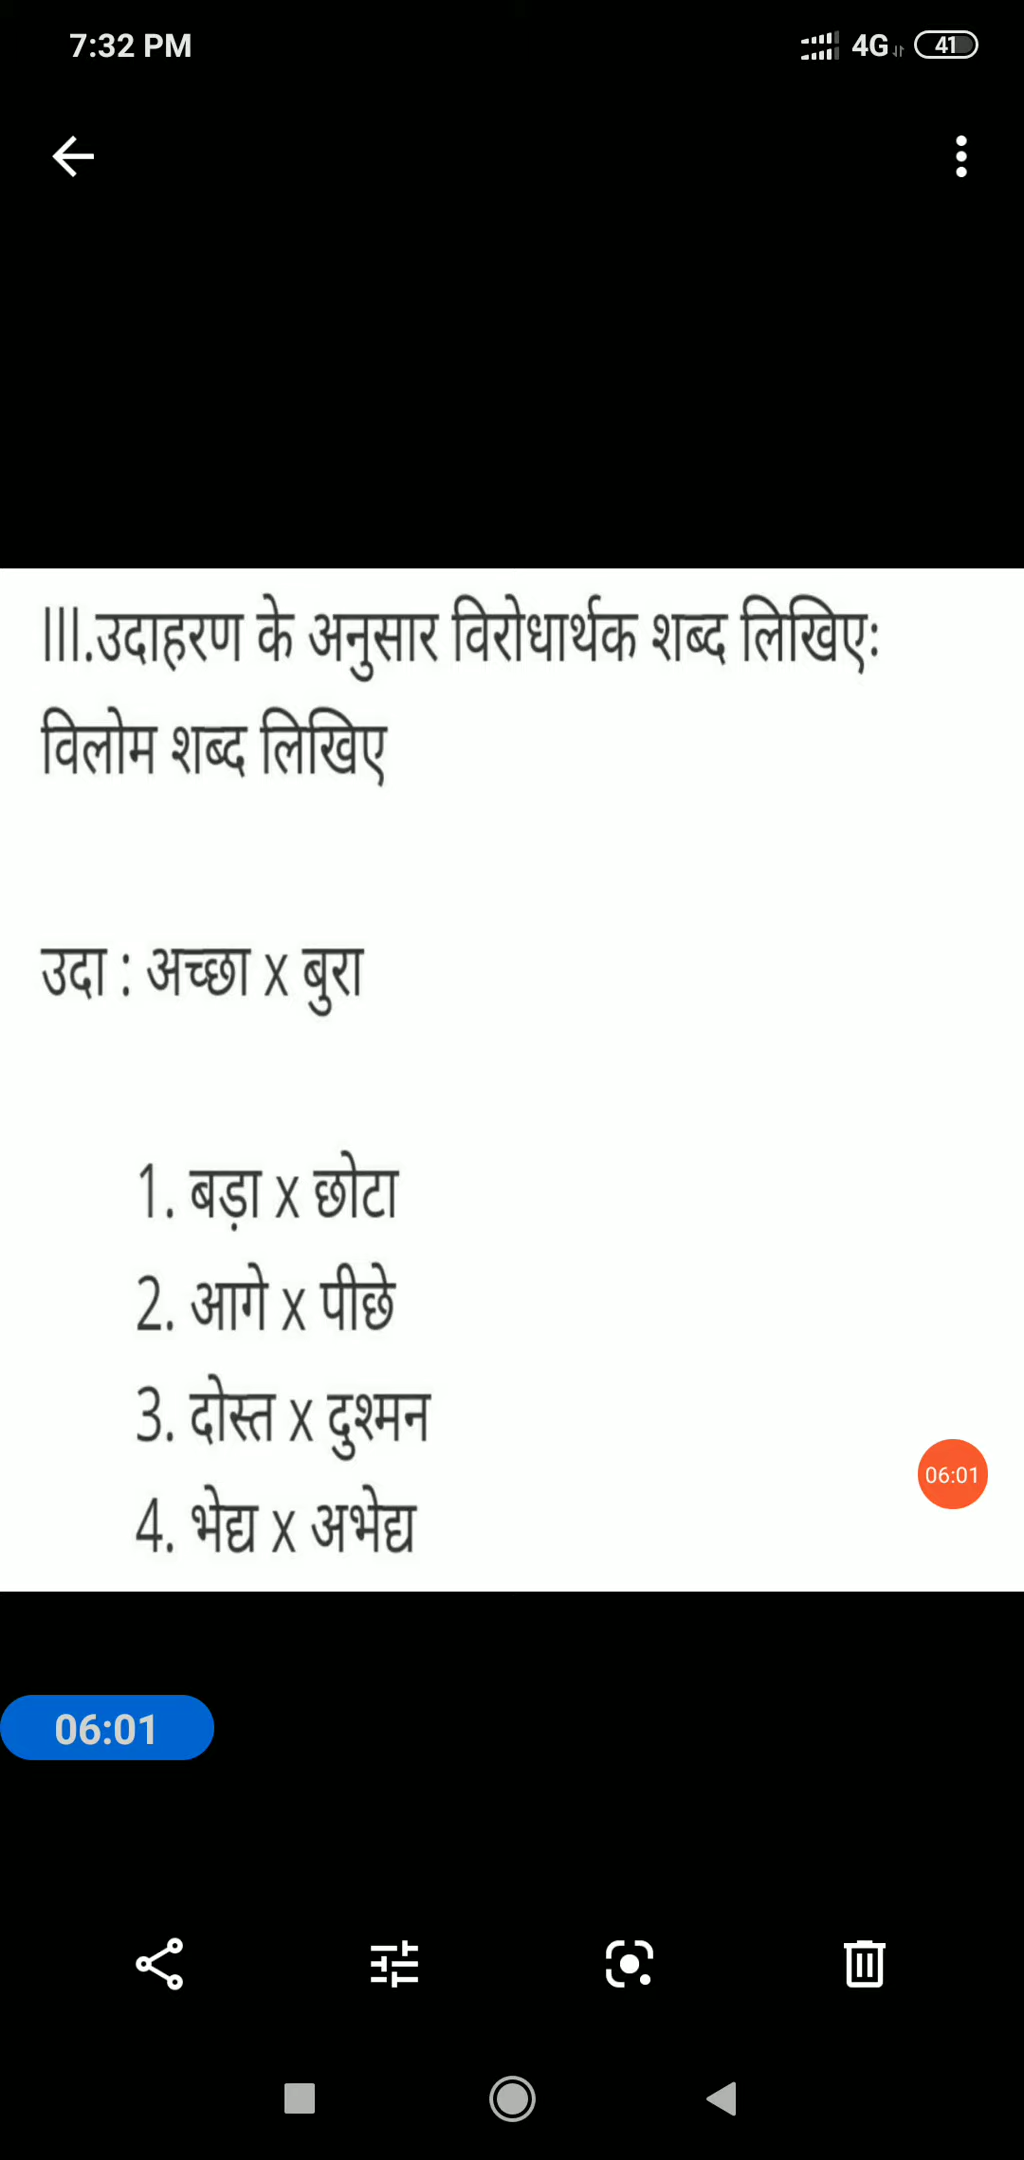 7:32 PM 4G 41
III.उदाहरण के अनुसार विरोधार्थक शब्द लिखिए:
विलोम शब्द लिखिए
उदा : अच्छा x बुरा
1. बड़ा x छोटा
2. आगे x पीछे
3. दोस्त x दुश्मन
06:01
4. भेद्य x अभेद्य
06:01